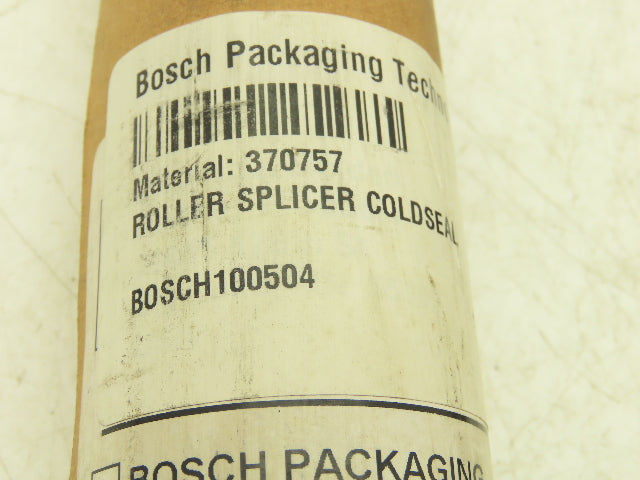 Bosch Packaging Techn
Material: 370757
ROLLER SPLICER COLDSEAL
BOSCH100504
BOSCH PACKAGING